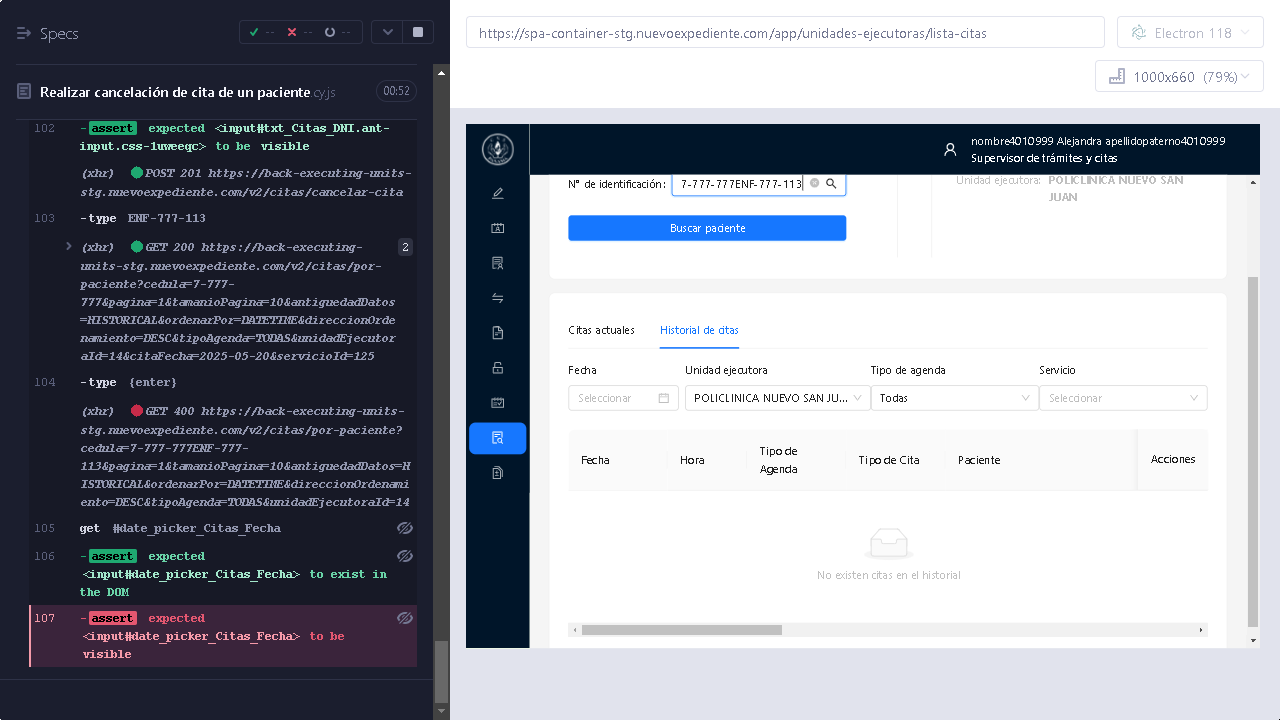 Specs
--
--
--
Realizar cancelación de cita de un paciente cy.js
00:52
102
-assert expected <input#txt_Citas_DNI.ant-
input.css-1uweeqc> to be visible
(xhr) POST 201 https://back-executing-units-
stg.nuevoexpediente.com/v2/citas/cancelar-cita
103
-type ENF-777-113
(xhr) GET 200 https://back-executing-
units-stg.nuevoexpediente.com/v2/citas/por-
paciente?cedula=7-777-
777&pagina=1&tamanioPagina=10&antiguedadDatos
=HISTORICAL&ordenarPor=DATETIME&direccionOrde
namiento=DESC&tipoAgenda=TODAS&unidadEjecutor
aId=14&citaFecha=2025-05-20&servicioId=125
2
104
-type {enter}
(xhr) GET 400 https://back-executing-units-
stg.nuevoexpediente.com/v2/citas/por-paciente?
cedula=7-777-777ENF-777-
113&pagina=1&tamanioPagina=10&antiguedadDatos=H
ISTORICAL&ordenarPor=DATETIME&direccionOrdenami
ento=DESC&tipoAgenda=TODAS&unidadEjecutoraId=14
105
get #date_picker_Citas_Fecha
106
-assert expected
<input#date_picker_Citas_Fecha> to exist in
the DOM
107
-assert expected
<input#date_picker_Citas_Fecha> to be
visible
https://spa-container-stg.nuevoexpediente.com/app/unidades-ejecutoras/lista-citas
Electron 118
1000x660 (79%)
nombre4010999 Alejandra apellidopaterno4010999
Supervisor de trámites y citas
N° de identificación: 7-777-777ENF-777-113
Unidad ejecutora: POLICLINICA NUEVO SAN
JUAN
Buscar paciente
Citas actuales Historial de citas
Fecha Unidad ejecutora Tipo de agenda Servicio
Seleccionar POLICLINICA NUEVO SAN JU... Todas Seleccionar
Fecha Hora Tipo de Agenda Tipo de Cita Paciente Acciones
No existen citas en el historial